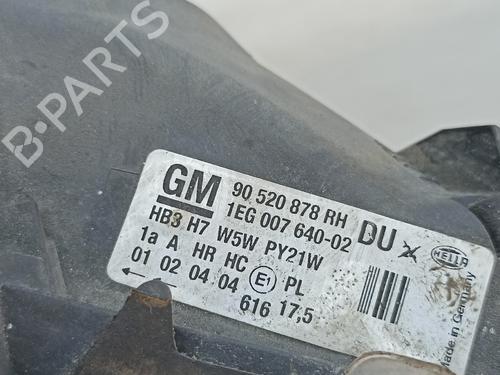 B-PARTS
GM 90 520 878 RH
1EG 007 640-02 DU
HB3 H7 W5W PY21W
1a A HR HC E1 PL
01 02 04 04 616 17,5
HELLA
Made in Germany